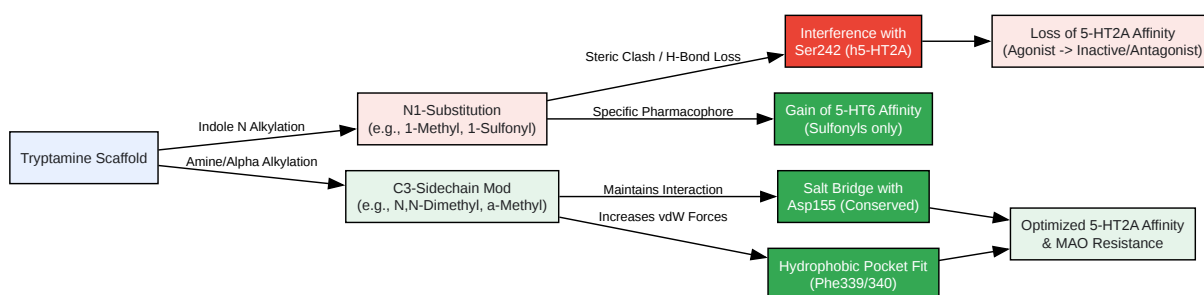 Tryptamine Scaffold
Indole N Alkylation
Amine/Alpha Alkylation
N1-Substitution
(e.g., 1-Methyl, 1-Sulfonyl)
C3-Sidechain Mod
(e.g., N,N-Dimethyl, a-Methyl)
Steric Clash / H-Bond Loss
Specific Pharmacophore
Maintains Interaction
Increases vdW Forces
Interference with
Ser242 (h5-HT2A)
Gain of 5-HT6 Affinity
(Sulfonyls only)
Salt Bridge with
Asp155 (Conserved)
Hydrophobic Pocket Fit
(Phe339/340)
Loss of 5-HT2A Affinity
(Agonist -> Inactive/Antagonist)
Optimized 5-HT2A Affinity
& MAO Resistance